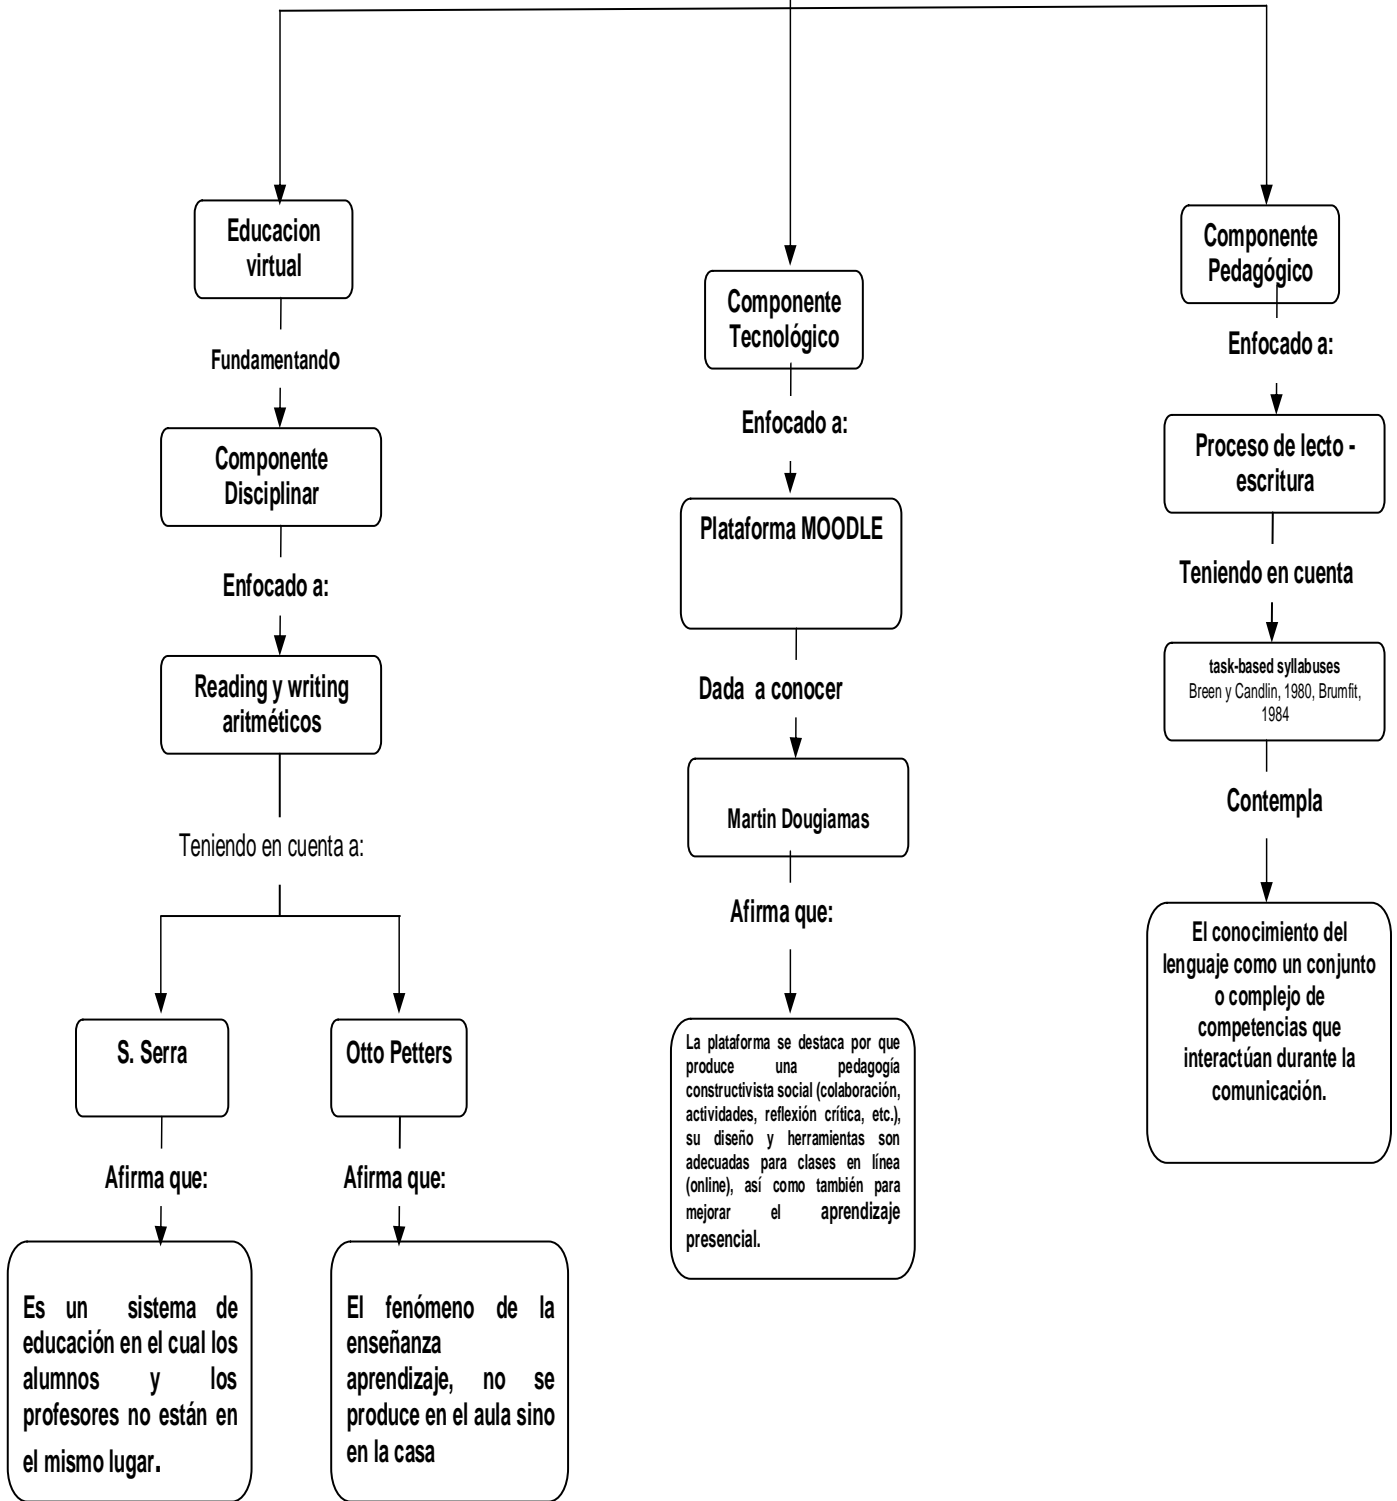 Educacion
virtual
Fundamentando
Componente
Disciplinar
Enfocado a:
Reading y writing
aritméticos
Teniendo en cuenta a:
S. Serra
Afirma que:
Es un sistema de
educación en el cual los
alumnos y los
profesores no están en
el mismo lugar.
Otto Petters
Afirma que:
El fenómeno de la
enseñanza
aprendizaje, no se
produce en el aula sino
en la casa
Componente
Tecnológico
Enfocado a:
Plataforma MOODLE
Dada a conocer
Martin Dougiamas
Afirma que:
La plataforma se destaca por que
produce una pedagogía
constructivista social (colaboración,
actividades, reflexión crítica, etc.),
su diseño y herramientas son
adecuadas para clases en línea
(online), así como también para
mejorar el aprendizaje
presencial.
Componente
Pedagógico
Enfocado a:
Proceso de lecto -
escritura
Teniendo en cuenta
task-based syllabuses
Breen y Candlin, 1980, Brumfit,
1984
Contempla
El conocimiento del
lenguaje como un conjunto
o complejo de
competencias que
interactúan durante la
comunicación.